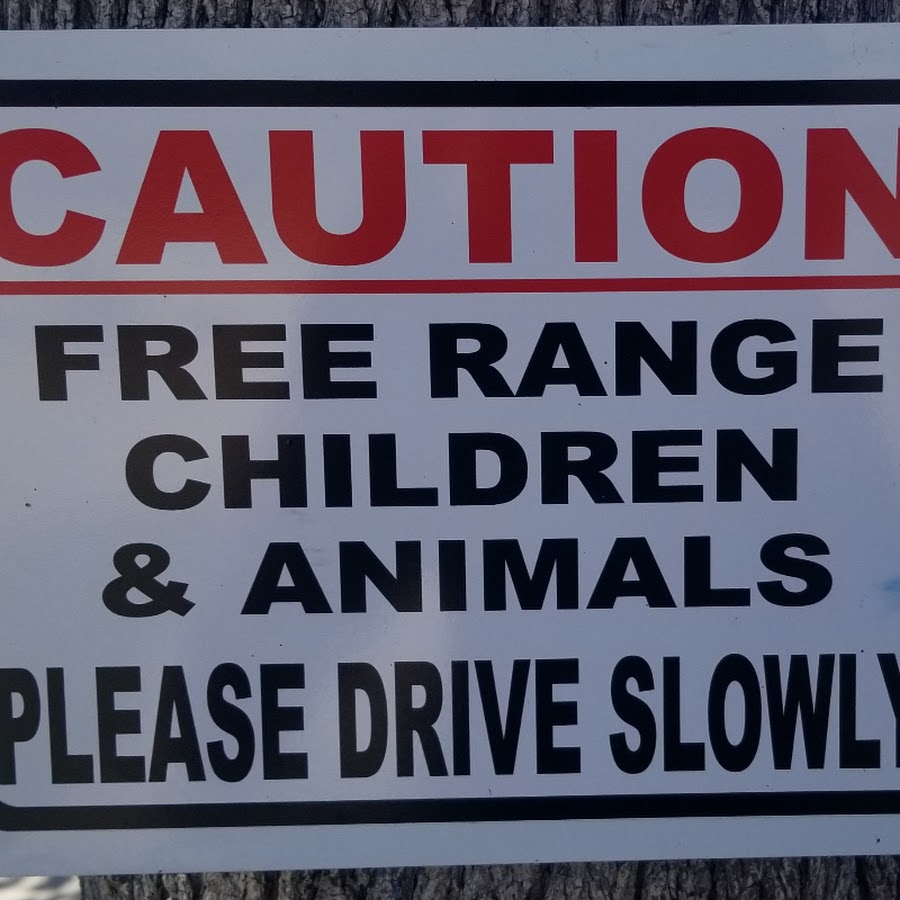 CAUTION
FREE RANGE
CHILDREN
& ANIMALS
PLEASE DRIVE SLOWLY